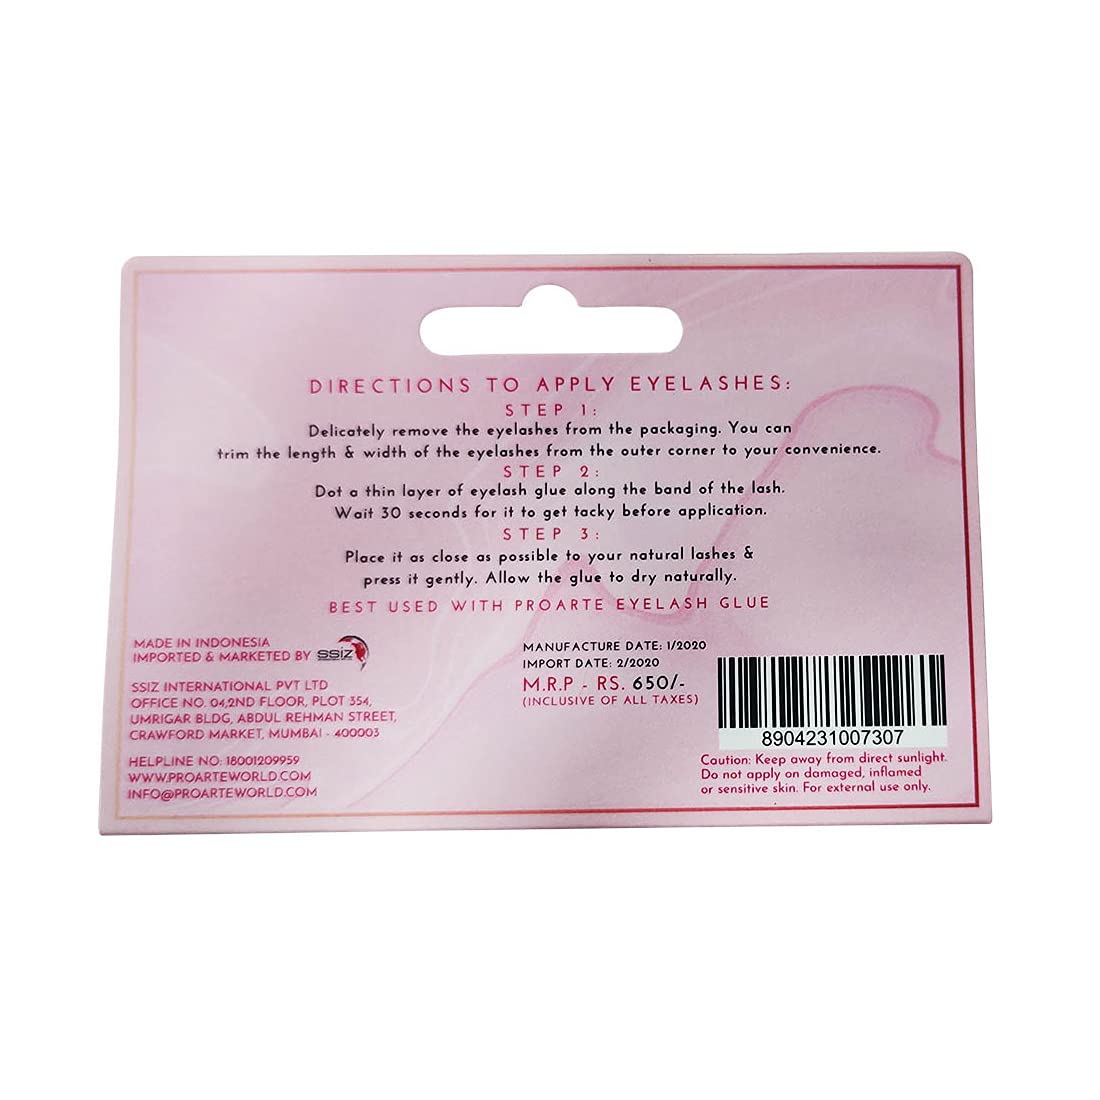 DIRECTIONS TO APPLY EYELASHES:
STEP 1:
Delicately remove the eyelashes from the packaging. You can
trim the length & width of the eyelashes from the outer corner to your convenience.
STEP 2:
Dot a thin layer of eyelash glue along the band of the lash.
Wait 30 seconds for it to get tacky before application.
STEP 3:
Place it as close as possible to your natural lashes &
press it gently. Allow the glue to dry naturally.
BEST USED WITH PROARTE EYELASH GLUE
MADE IN INDONESIA
IMPORTED & MARKETED BY SSIZ
SSIZ INTERNATIONAL PVT LTD
OFFICE NO. 04,2ND FLOOR, PLOT 354,
UMRIGAR BLDG, ABDUL REHMAN STREET,
CRAWFORD MARKET, MUMBAI - 400003
HELPLINE NO: 18001209959
WWW.PROARTEWORLD.COM
INFO@PROARTEWORLD.COM
MANUFACTURE DATE: 1/2020
IMPORT DATE: 2/2020
M.R.P - RS. 650/-
(INCLUSIVE OF ALL TAXES)
8904231007307
Caution: Keep away from direct sunlight.
Do not apply on damaged, inflamed
or sensitive skin. For external use only.